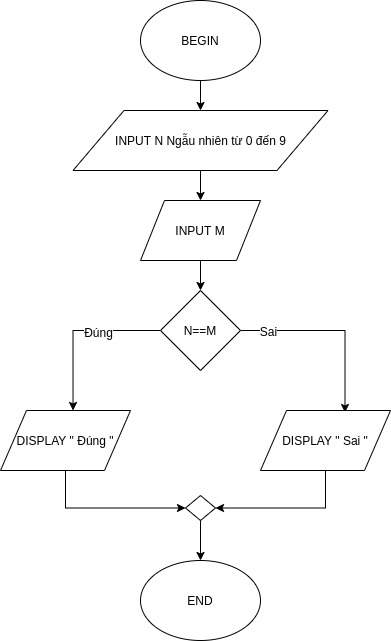 BEGIN
INPUT N Ngẫu nhiên từ 0 đến 9
INPUT M
N==M
Đúng
Sai
DISPLAY " Đúng "
DISPLAY " Sai "
END